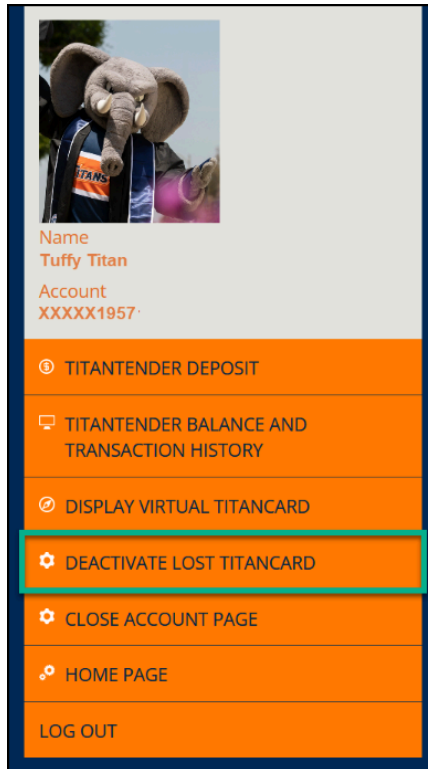 TITANS
Name
Tuffy Titan
Account
XXXXX1957
TITANTENDER DEPOSIT
TITANTENDER BALANCE AND
TRANSACTION HISTORY
DISPLAY VIRTUAL TITANCARD
DEACTIVATE LOST TITANCARD
CLOSE ACCOUNT PAGE
HOME PAGE
LOG OUT